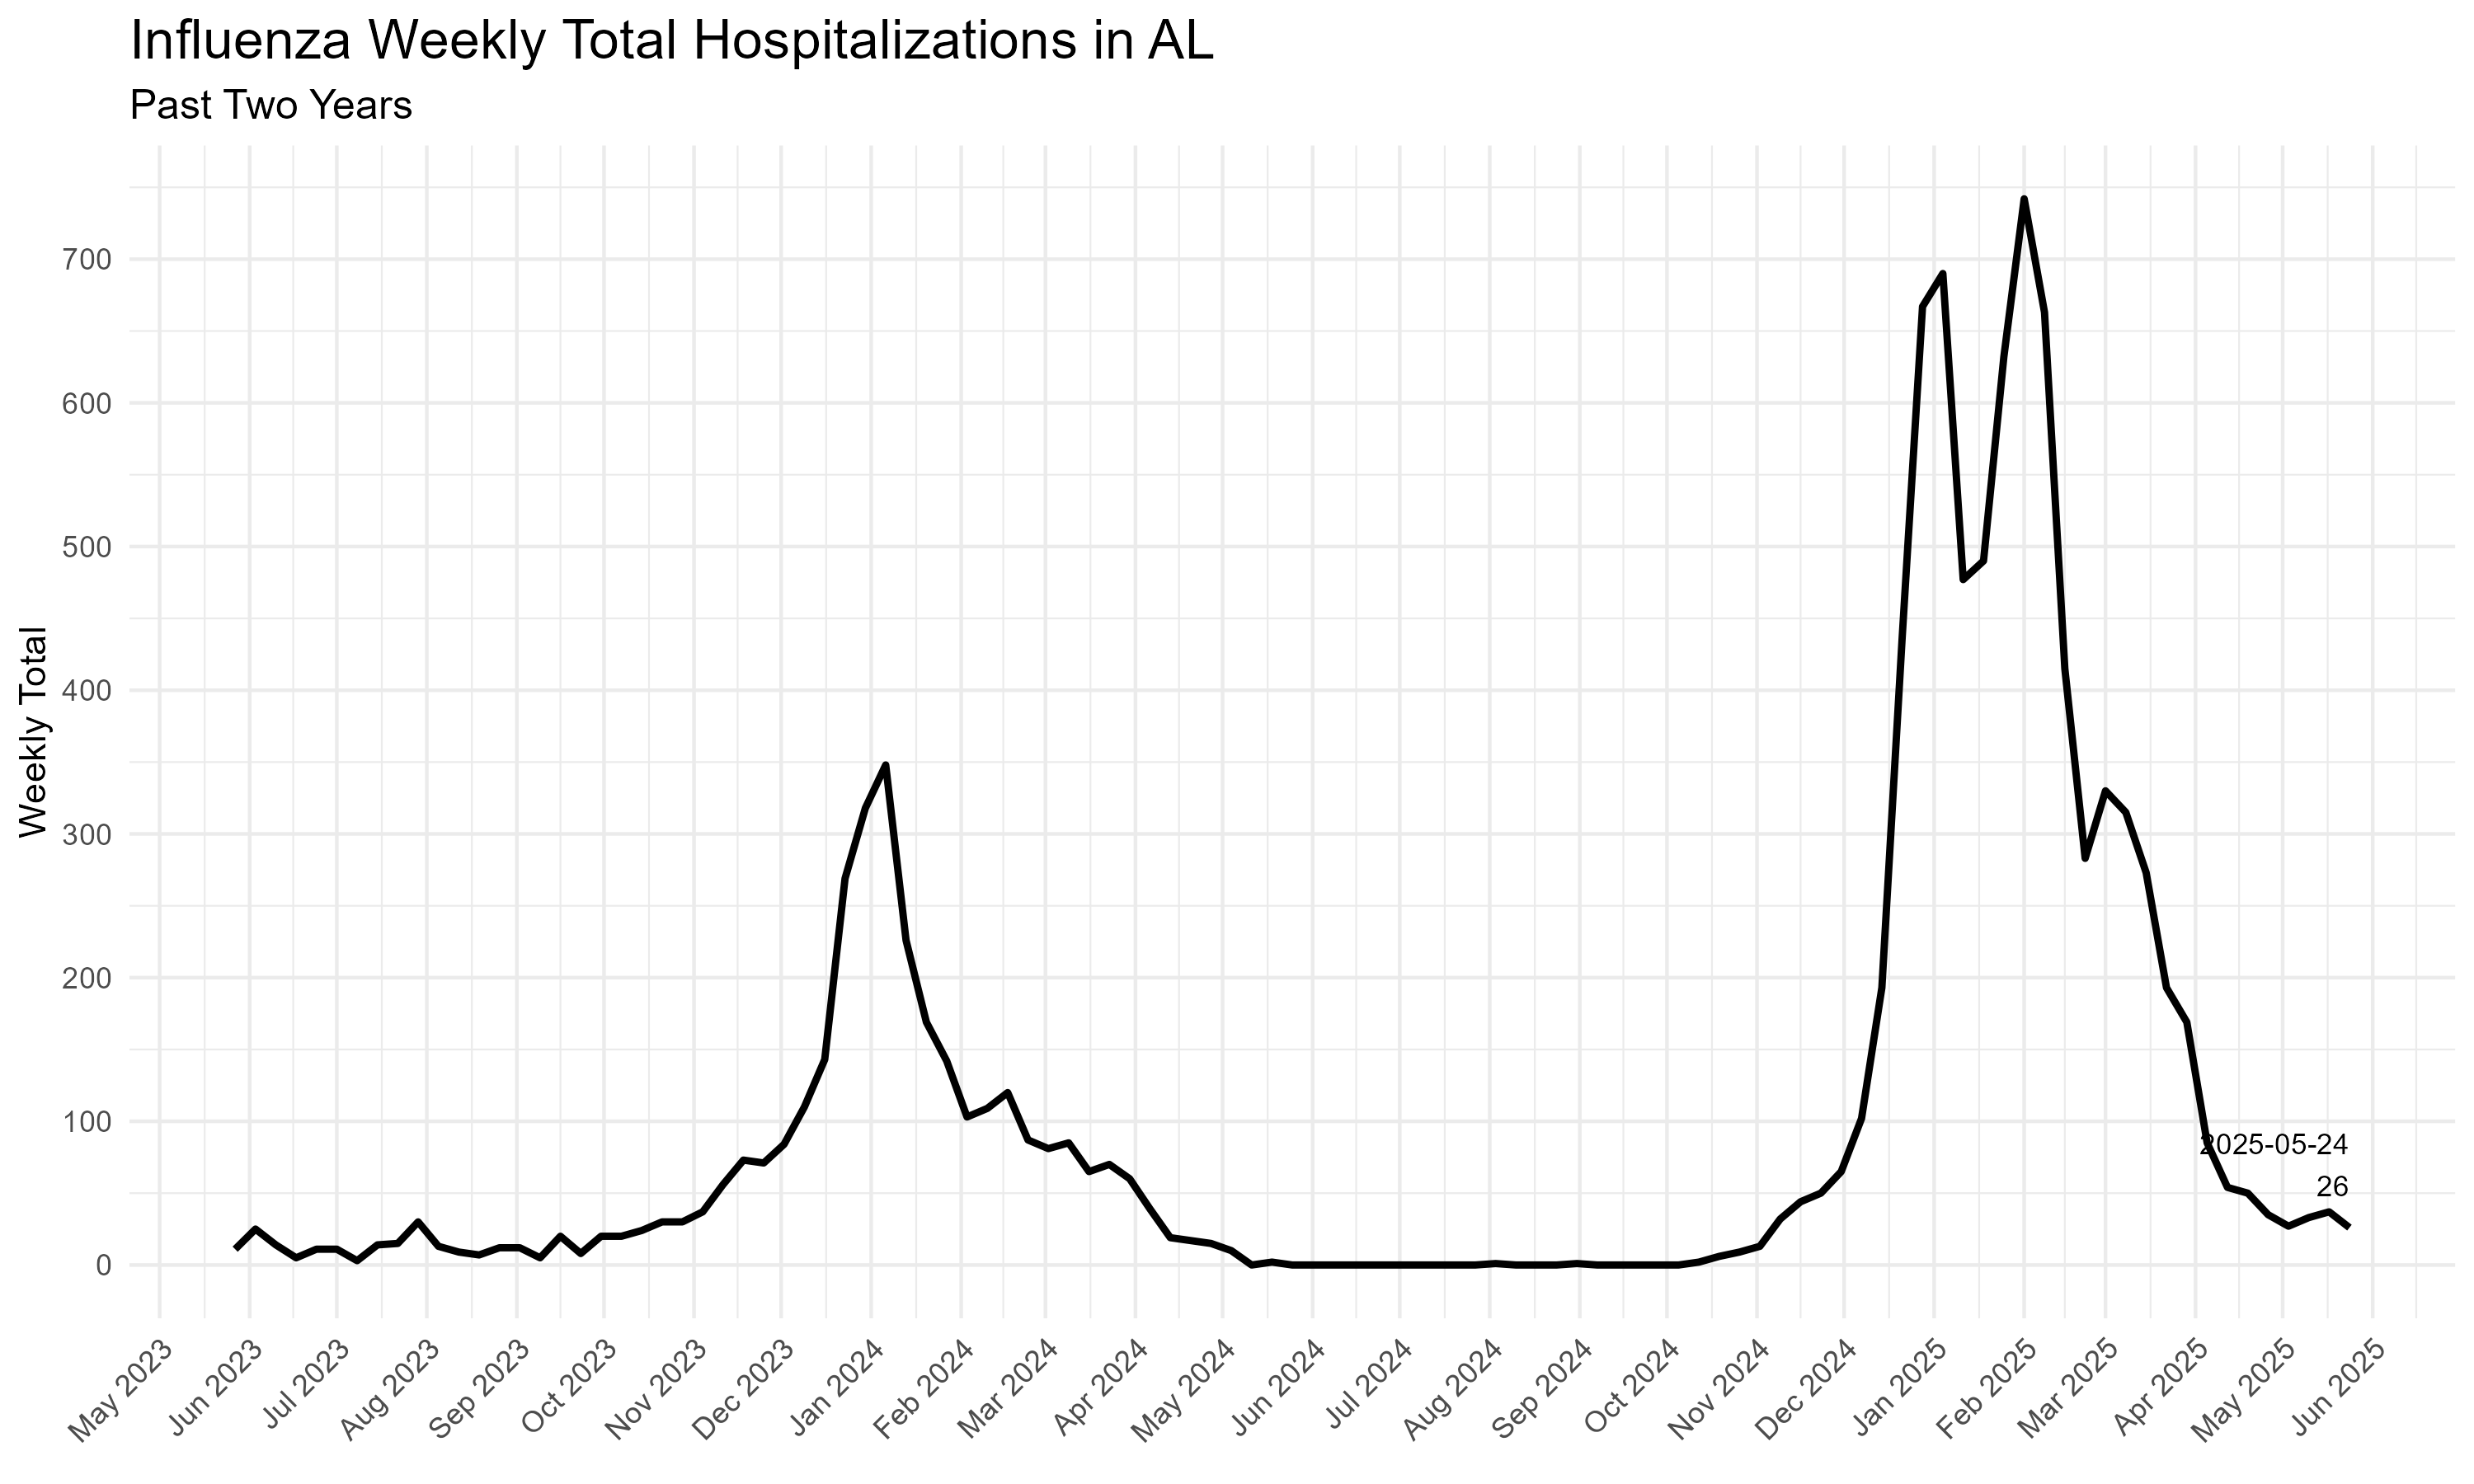 Influenza Weekly Total Hospitalizations in AL
Past Two Years
Weekly Total
700
600
500
400
300
200
100
0
2025-05-24
26
May 2023
Jun 2023
Jul 2023
Aug 2023
Sep 2023
Oct 2023
Nov 2023
Dec 2023
Jan 2024
Feb 2024
Mar 2024
Apr 2024
May 2024
Jun 2024
Jul 2024
Aug 2024
Sep 2024
Oct 2024
Nov 2024
Dec 2024
Jan 2025
Feb 2025
Mar 2025
Apr 2025
May 2025
Jun 2025